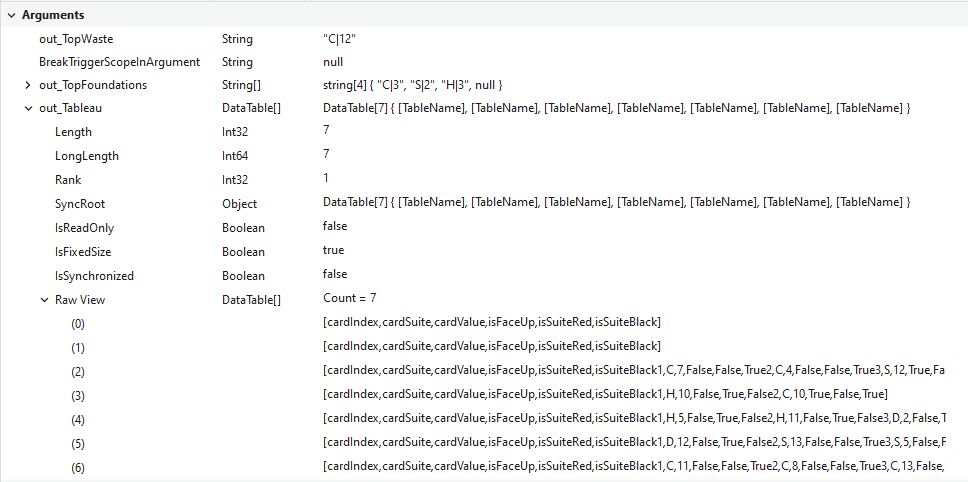 Arguments
out_TopWaste String "C|12"
BreakTriggerScopeInArgument String null
out_TopFoundations String[] string[4] { "C|3", "S|2", "H|3", null }
out_Tableau DataTable[] DataTable[7] { [TableName], [TableName], [TableName], [TableName], [TableName], [TableName], [TableName] }
Length Int32 7
LongLength Int64 7
Rank Int32 1
SyncRoot Object DataTable[7] { [TableName], [TableName], [TableName], [TableName], [TableName], [TableName], [TableName] }
IsReadOnly Boolean false
IsFixedSize Boolean true
IsSynchronized Boolean false
Raw View DataTable[] Count = 7
(0) [cardIndex,cardSuite,cardValue,isFaceUp,isSuiteRed,isSuiteBlack]
(1) [cardIndex,cardSuite,cardValue,isFaceUp,isSuiteRed,isSuiteBlack]
(2) [cardIndex,cardSuite,cardValue,isFaceUp,isSuiteRed,isSuiteBlack1,C,7,False,False,True2,C,4,False,False,True3,S,12,True,Fa
(3) [cardIndex,cardSuite,cardValue,isFaceUp,isSuiteRed,isSuiteBlack1,H,10,False,True,False2,C,10,True,False,True]
(4) [cardIndex,cardSuite,cardValue,isFaceUp,isSuiteRed,isSuiteBlack1,H,5,False,True,False2,H,11,False,True,False3,D,2,False,T
(5) [cardIndex,cardSuite,cardValue,isFaceUp,isSuiteRed,isSuiteBlack1,D,12,False,True,False2,S,13,False,False,True3,S,5,False,F
(6) [cardIndex,cardSuite,cardValue,isFaceUp,isSuiteRed,isSuiteBlack1,C,11,False,False,True2,C,8,False,False,True3,C,13,False,